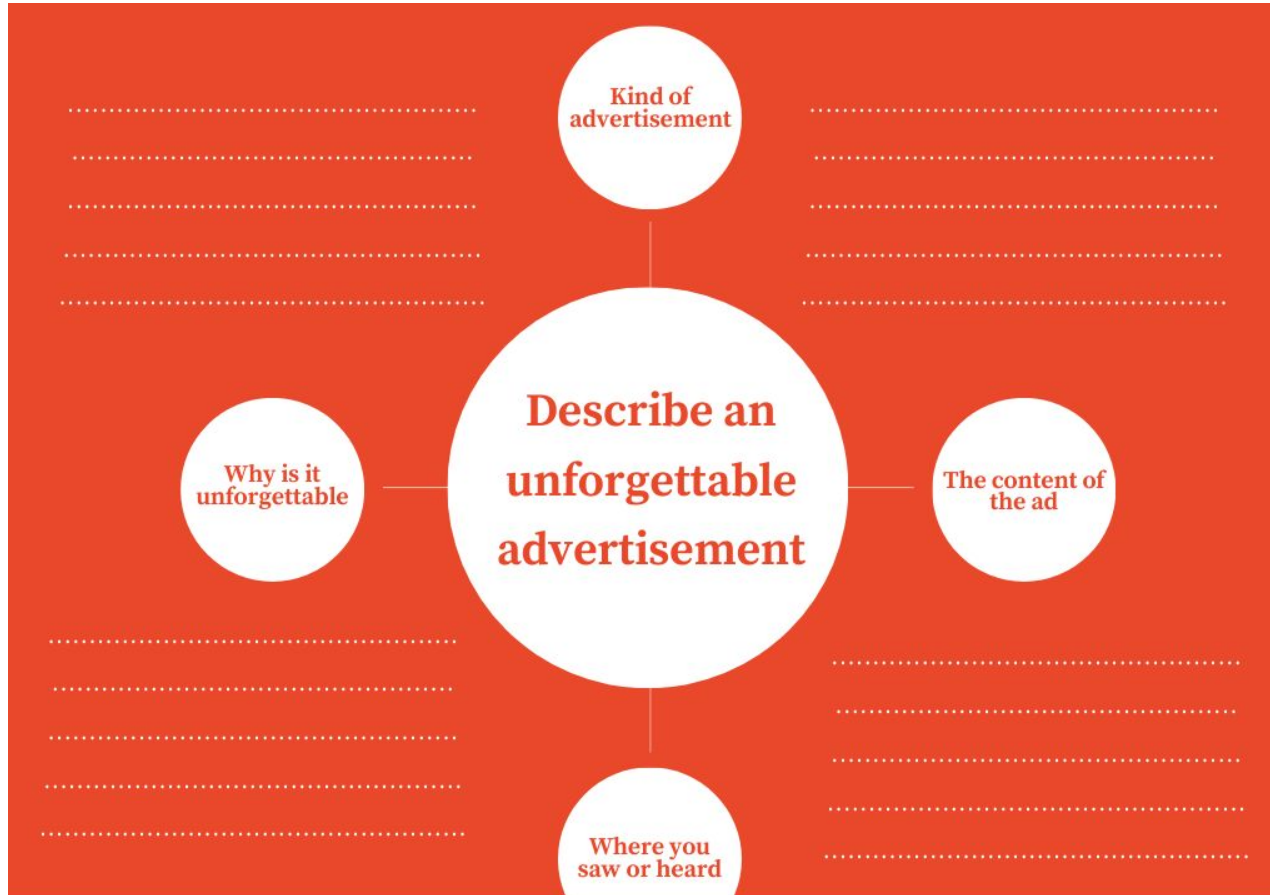 Kind of
advertisement
Describe an
unforgettable
advertisement
Why is it
unforgettable
The content of
the ad
Where you
saw or heard